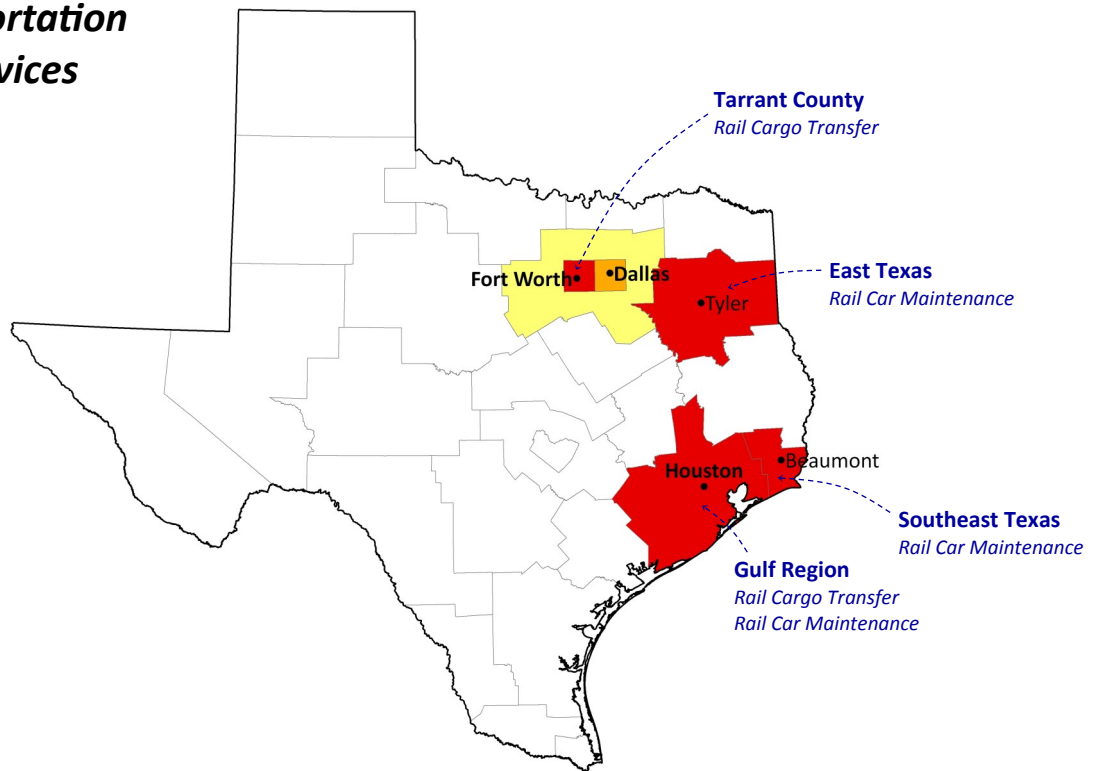 ortation
vices
Tarrant County
Rail Cargo Transfer
Fort Worth
Dallas
East Texas
Rail Car Maintenance
Tyler
Houston
Beaumont
Southeast Texas
Rail Car Maintenance
Gulf Region
Rail Cargo Transfer
Rail Car Maintenance